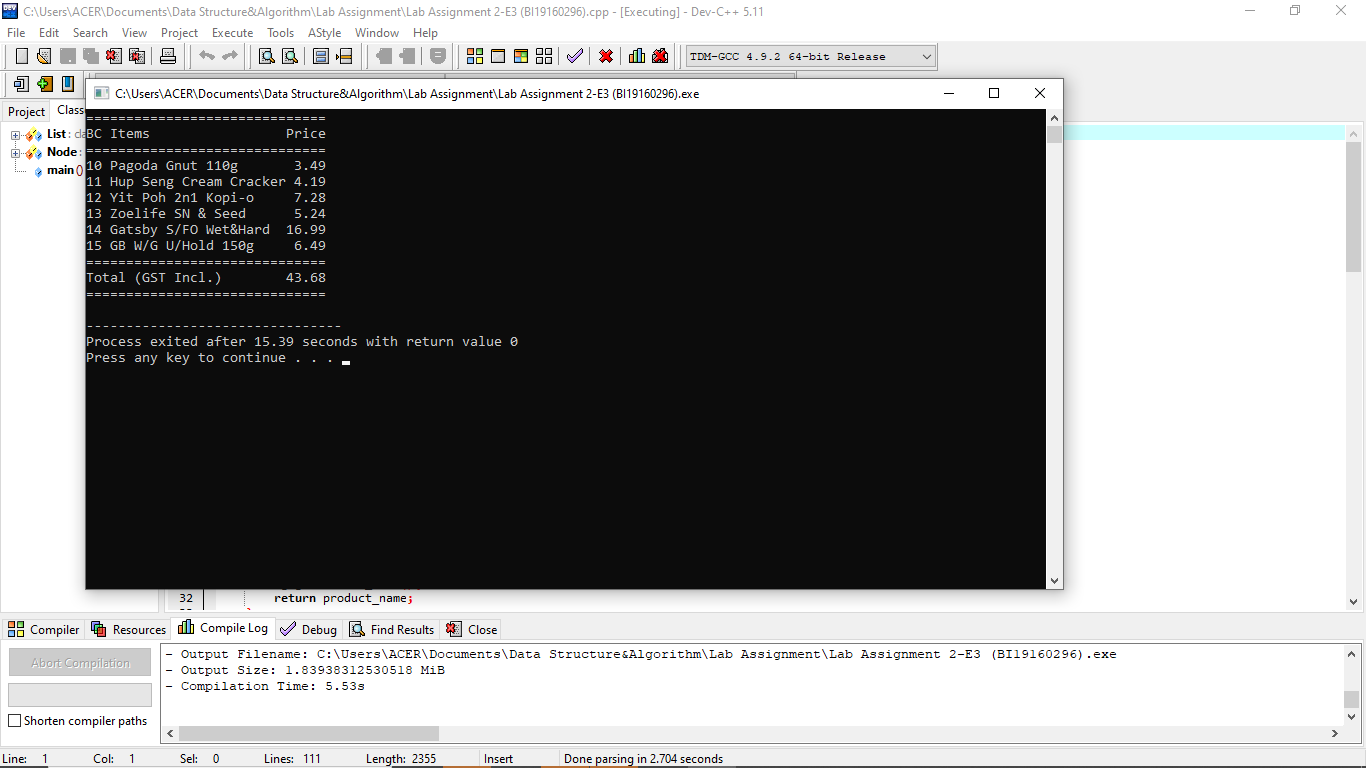 C:\Users\ACER\Documents\Data Structure&Algorithm\Lab Assignment\Lab Assignment 2-E3 (BI19160296).cpp - [Executing] - Dev-C++ 5.11
File Edit Search View Project Execute Tools AStyle Window Help
TDM-GCC 4.9.2 64-bit Release
C:\Users\ACER\Documents\Data Structure&Algorithm\Lab Assignment\Lab Assignment 2-E3 (BI19160296).exe
Project Class
List : cla
Node :
main ()
==============================
BC Items                 Price
==============================
10 Pagoda Gnut 110g       3.49
11 Hup Seng Cream Cracker 4.19
12 Yit Poh 2n1 Kopi-o     7.28
13 Zoelife SN & Seed      5.24
14 Gatsby S/FO Wet&Hard  16.99
15 GB W/G U/Hold 150g     6.49
==============================
Total (GST Incl.)        43.68
==============================
--------------------------------
Process exited after 15.39 seconds with return value 0
Press any key to continue . . .
32 return product_name;
Compiler Resources Compile Log Debug Find Results Close
Abort Compilation
Shorten compiler paths
- Output Filename: C:\Users\ACER\Documents\Data Structure&Algorithm\Lab Assignment\Lab Assignment 2-E3 (BI19160296).exe
- Output Size: 1.83938312530518 MiB
- Compilation Time: 5.53s
Line: 1 Col: 1 Sel: 0 Lines: 111 Length: 2355 Insert Done parsing in 2.704 seconds